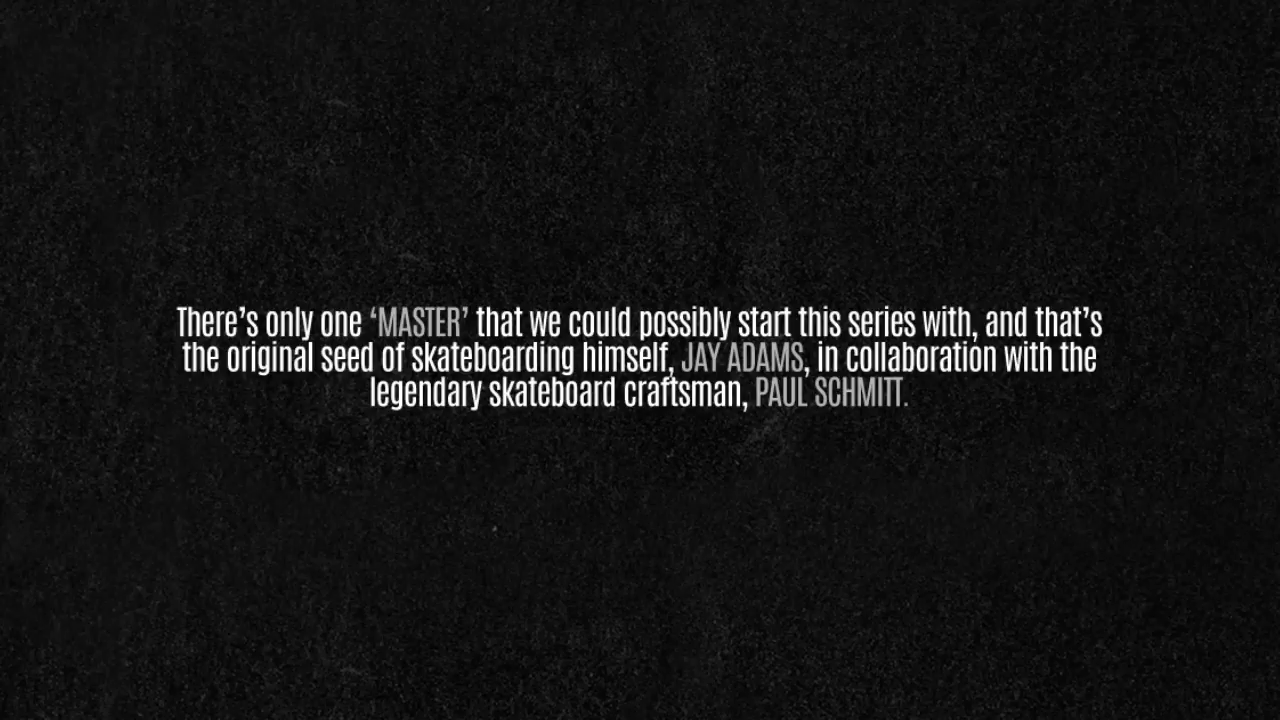 There’s only one ‘MASTER’ that we could possibly start this series with, and that’s
the original seed of skateboarding himself, JAY ADAMS, in collaboration with the
legendary skateboard craftsman, PAUL SCHMITT.